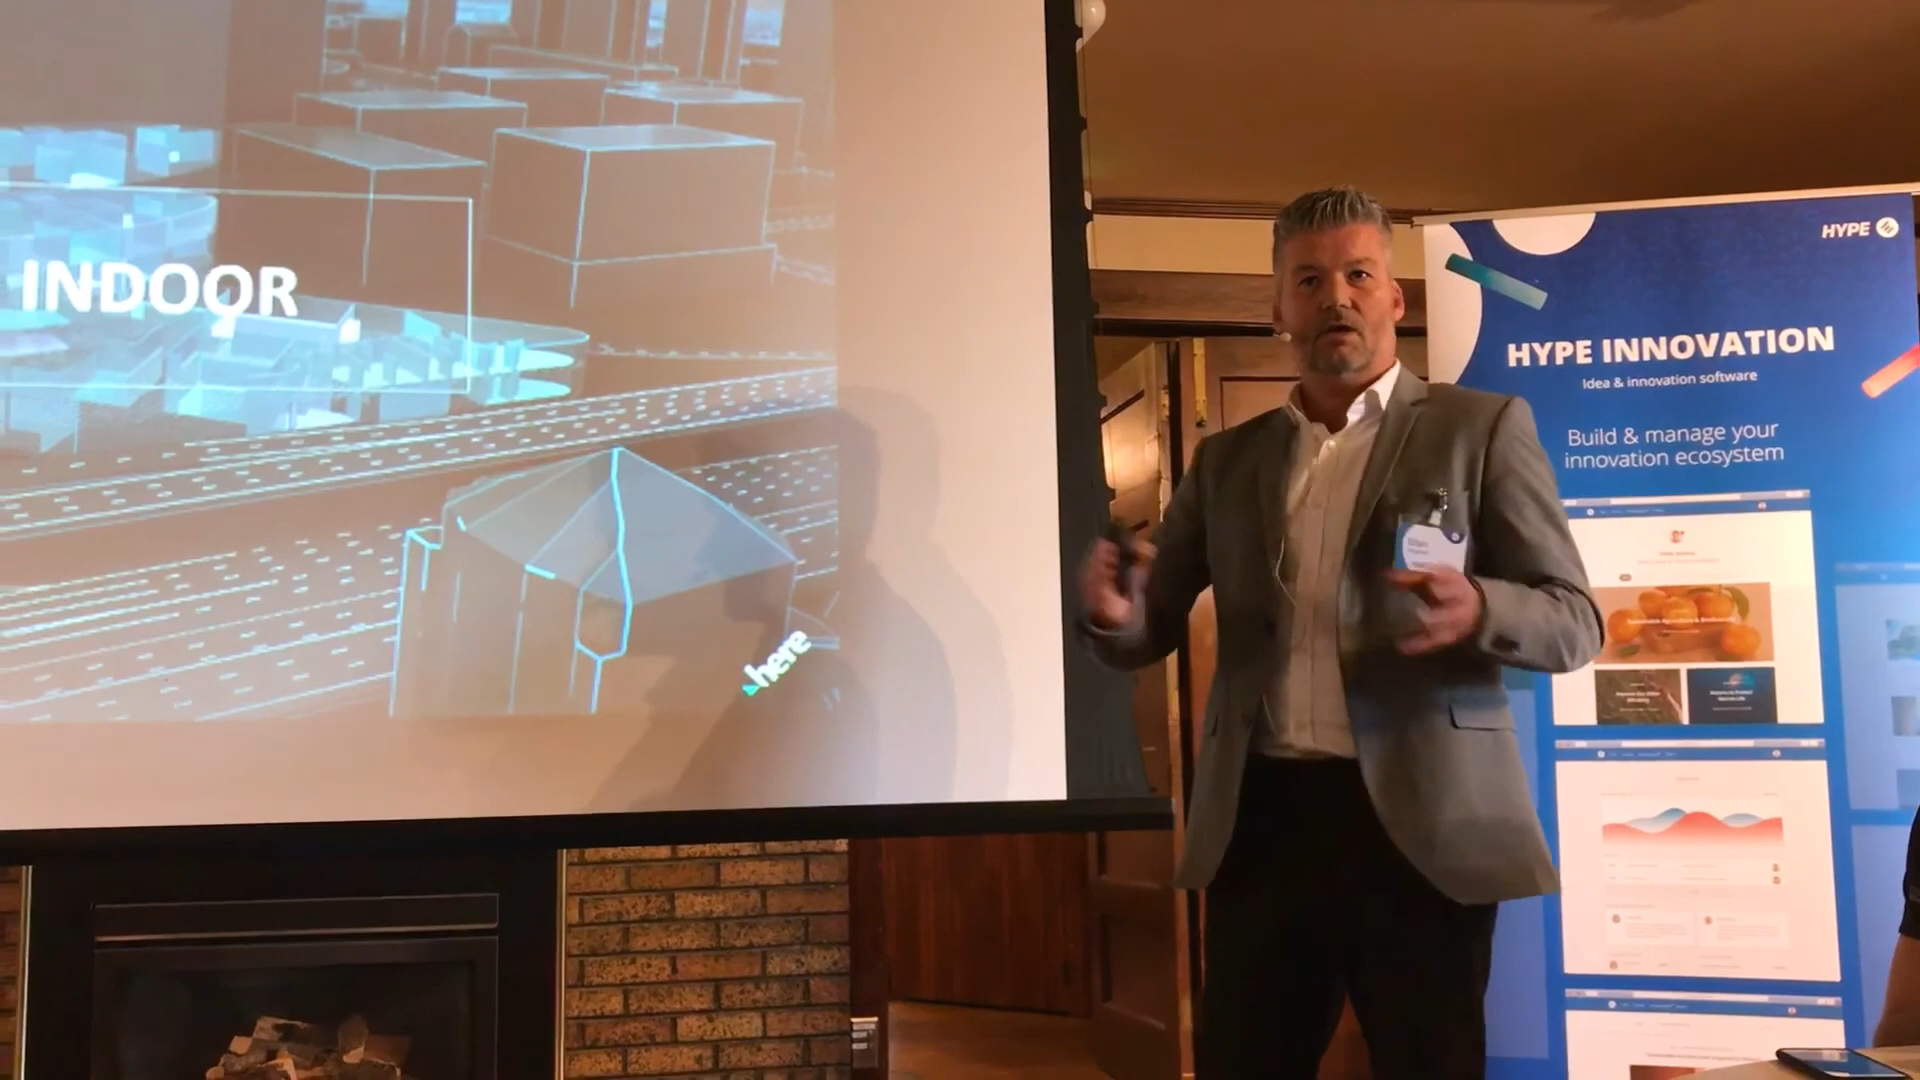 INDOOR
here
HYPE
HYPE INNOVATION
Idea & innovation software
Build & manage your
innovation ecosystem